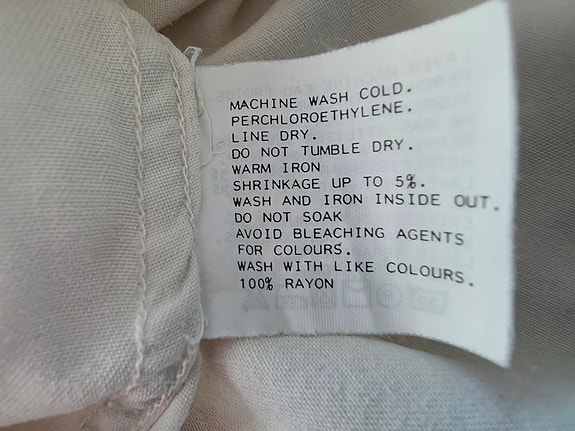 MACHINE WASH COLD.
PERCHLOROETHYLENE.
LINE DRY.
DO NOT TUMBLE DRY.
WARM IRON
SHRINKAGE UP TO 5%.
WASH AND IRON INSIDE OUT.
DO NOT SOAK
AVOID BLEACHING AGENTS
FOR COLOURS.
WASH WITH LIKE COLOURS.
100% RAYON